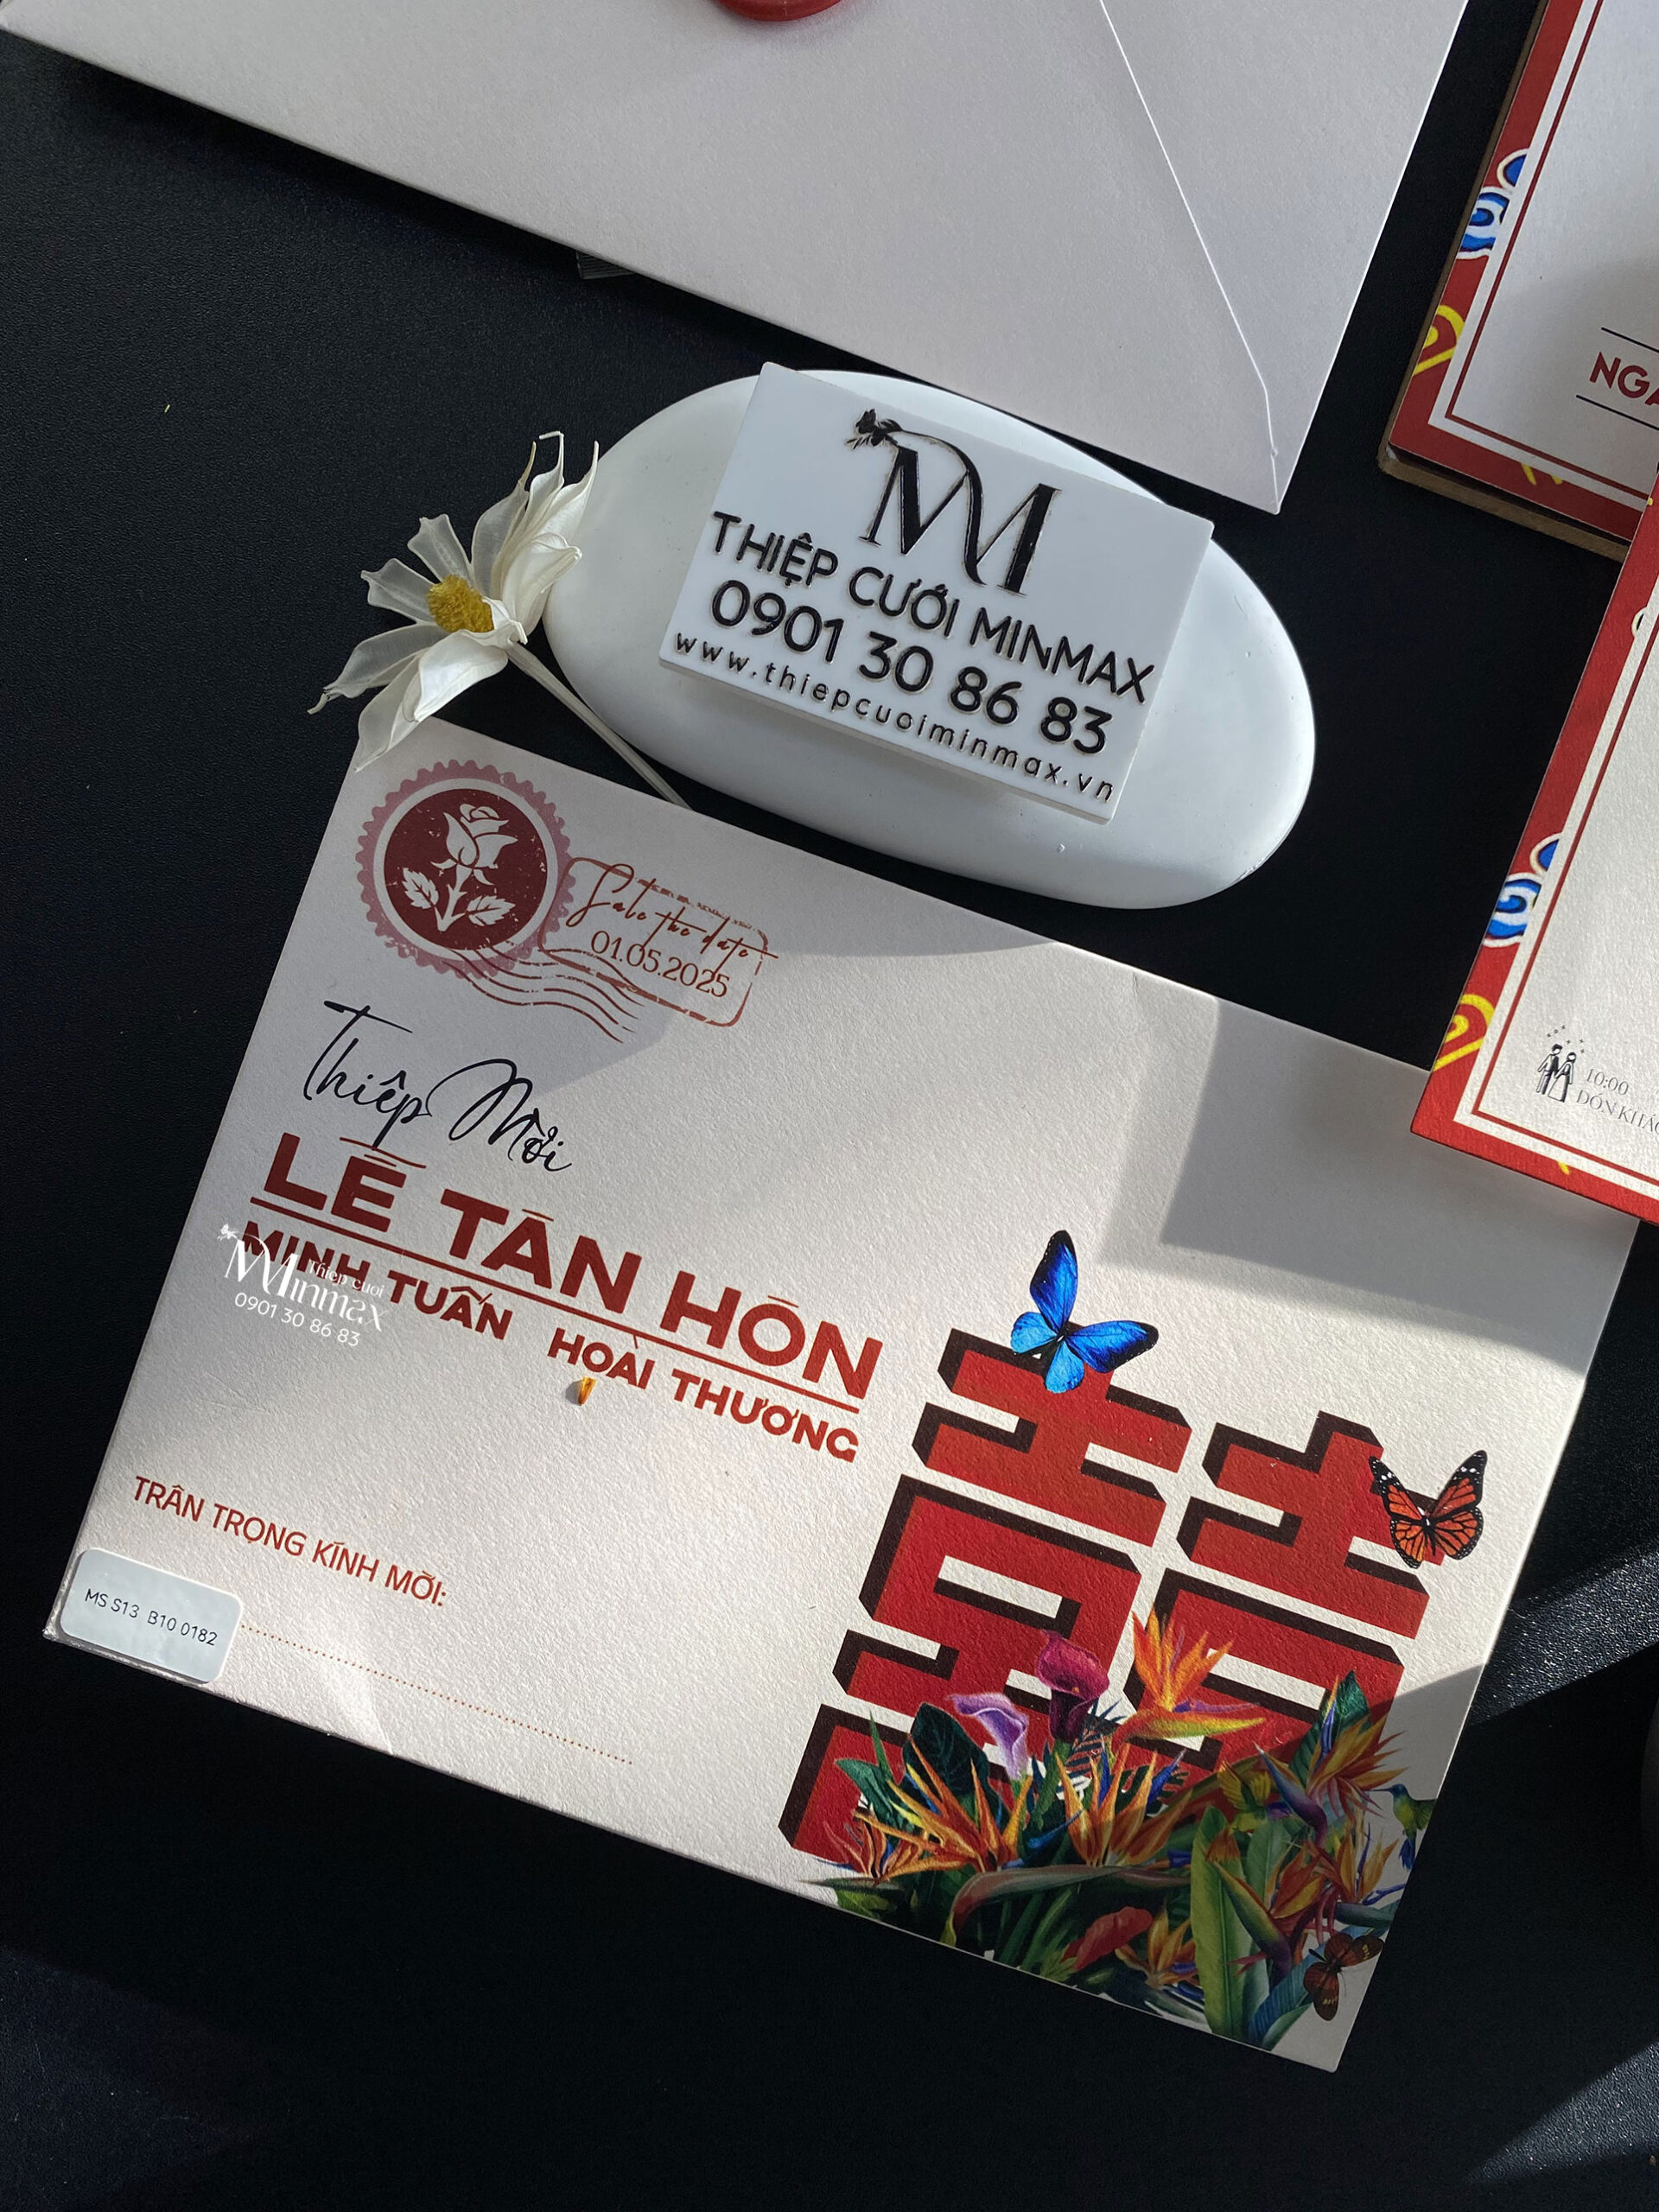 THIỆP CƯỚI MINMAX
0901 30 86 83
www.thiepcuoiminmax.vn
NGA
10:00
ĐÓN KHÁC
Save the date
01.05.2025
Thiệp Mời
LỄ TÂN HÔN
MINH TUẤN HOÀI THƯƠNG
Thiep cuoi
Minmax
0901 30 86 83
TRÂN TRỌNG KÍNH MỜI:
MS S13 B10 0182
囍